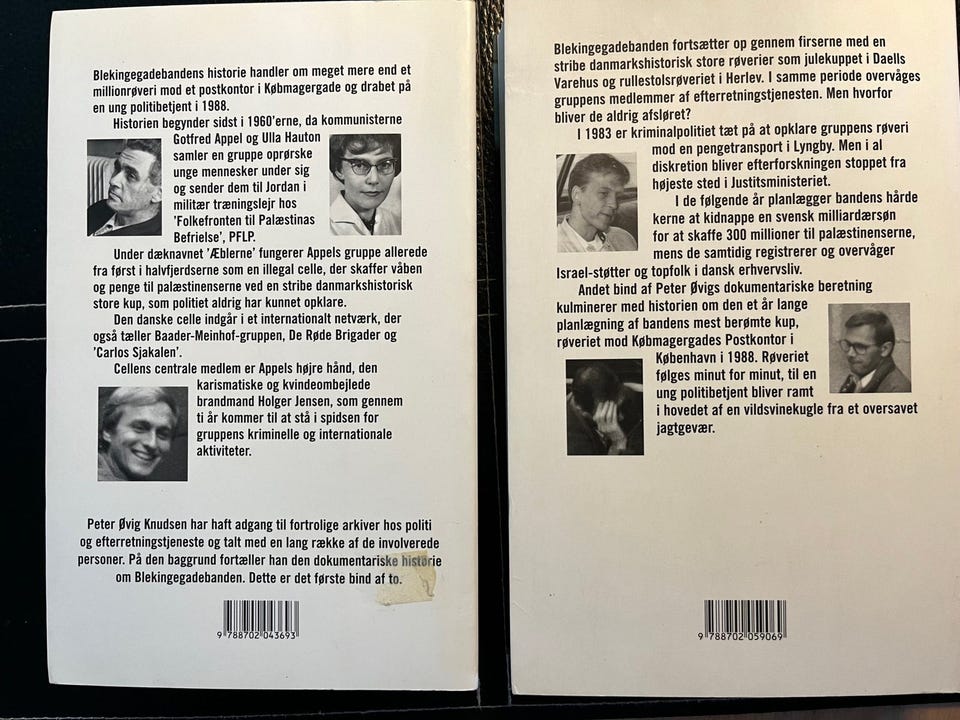 Blekingegadebandens historie handler om meget mere end et
millionrøveri mod et postkontor i Købmagergade og drabet på
en ung politibetjent i 1988.
Historien begynder sidst i 1960'erne, da kommunisterne
Gotfred Appel og Ulla Hauton
samler en gruppe oprørske
unge mennesker under sig
og sender dem til Jordan i
militær træningslejr hos
'Folkefronten til Palæstinas
Befrielse', PFLP.
Under dæknavnet 'Æblerne' fungerer Appels gruppe allerede
fra først i halvfjerdserne som en illegal celle, der skaffer våben
og penge til palæstinenserne ved en stribe danmarkshistorisk
store kup, som politiet aldrig har kunnet opklare.
Den danske celle indgår i et internationalt netværk, der
også tæller Baader-Meinhof-gruppen, De Røde Brigader og
'Carlos Sjakalen'.
Cellens centrale medlem er Appels højre hånd, den
karismatiske og kvindeombejlede
brandmand Holger Jensen, som gennem
ti år kommer til at stå i spidsen for
gruppens kriminelle og internationale
aktiviteter.
Peter Øvig Knudsen har haft adgang til fortrolige arkiver hos politi
og efterretningstjeneste og talt med en lang række af de involverede
personer. På den baggrund fortæller han den dokumentariske historie
om Blekingegadebanden. Dette er det første bind af to.
9 788702 043693
Blekingegadebanden fortsætter op gennem firserne med en
stribe danmarkshistorisk store røverier som julekuppet i Daells
Varehus og rullestolsrøveriet i Herlev. I samme periode overvåges
gruppens medlemmer af efterretningstjenesten. Men hvorfor
bliver de aldrig afsløret?
I 1983 er kriminalpolitiet tæt på at opklare gruppens røveri
mod en pengetransport i Lyngby. Men i al
diskretion bliver efterforskningen stoppet fra
højeste sted i Justitsministeriet.
I de følgende år planlægger bandens hårde
kerne at kidnappe en svensk milliardærsøn
for at skaffe 300 millioner til palæstinenserne,
mens de samtidig registrerer og overvåger
Israel-støtter og topfolk i dansk erhvervsliv.
Andet bind af Peter Øvigs dokumentariske beretning
kulminerer med historien om den et år lange
planlægning af bandens mest berømte kup,
røveriet mod Købmagergades Postkontor i
København i 1988. Røveriet
følges minut for minut, til en
ung politibetjent bliver ramt
i hovedet af en vildsvinekugle fra et oversavet
jagtgevær.
9 788702 059069